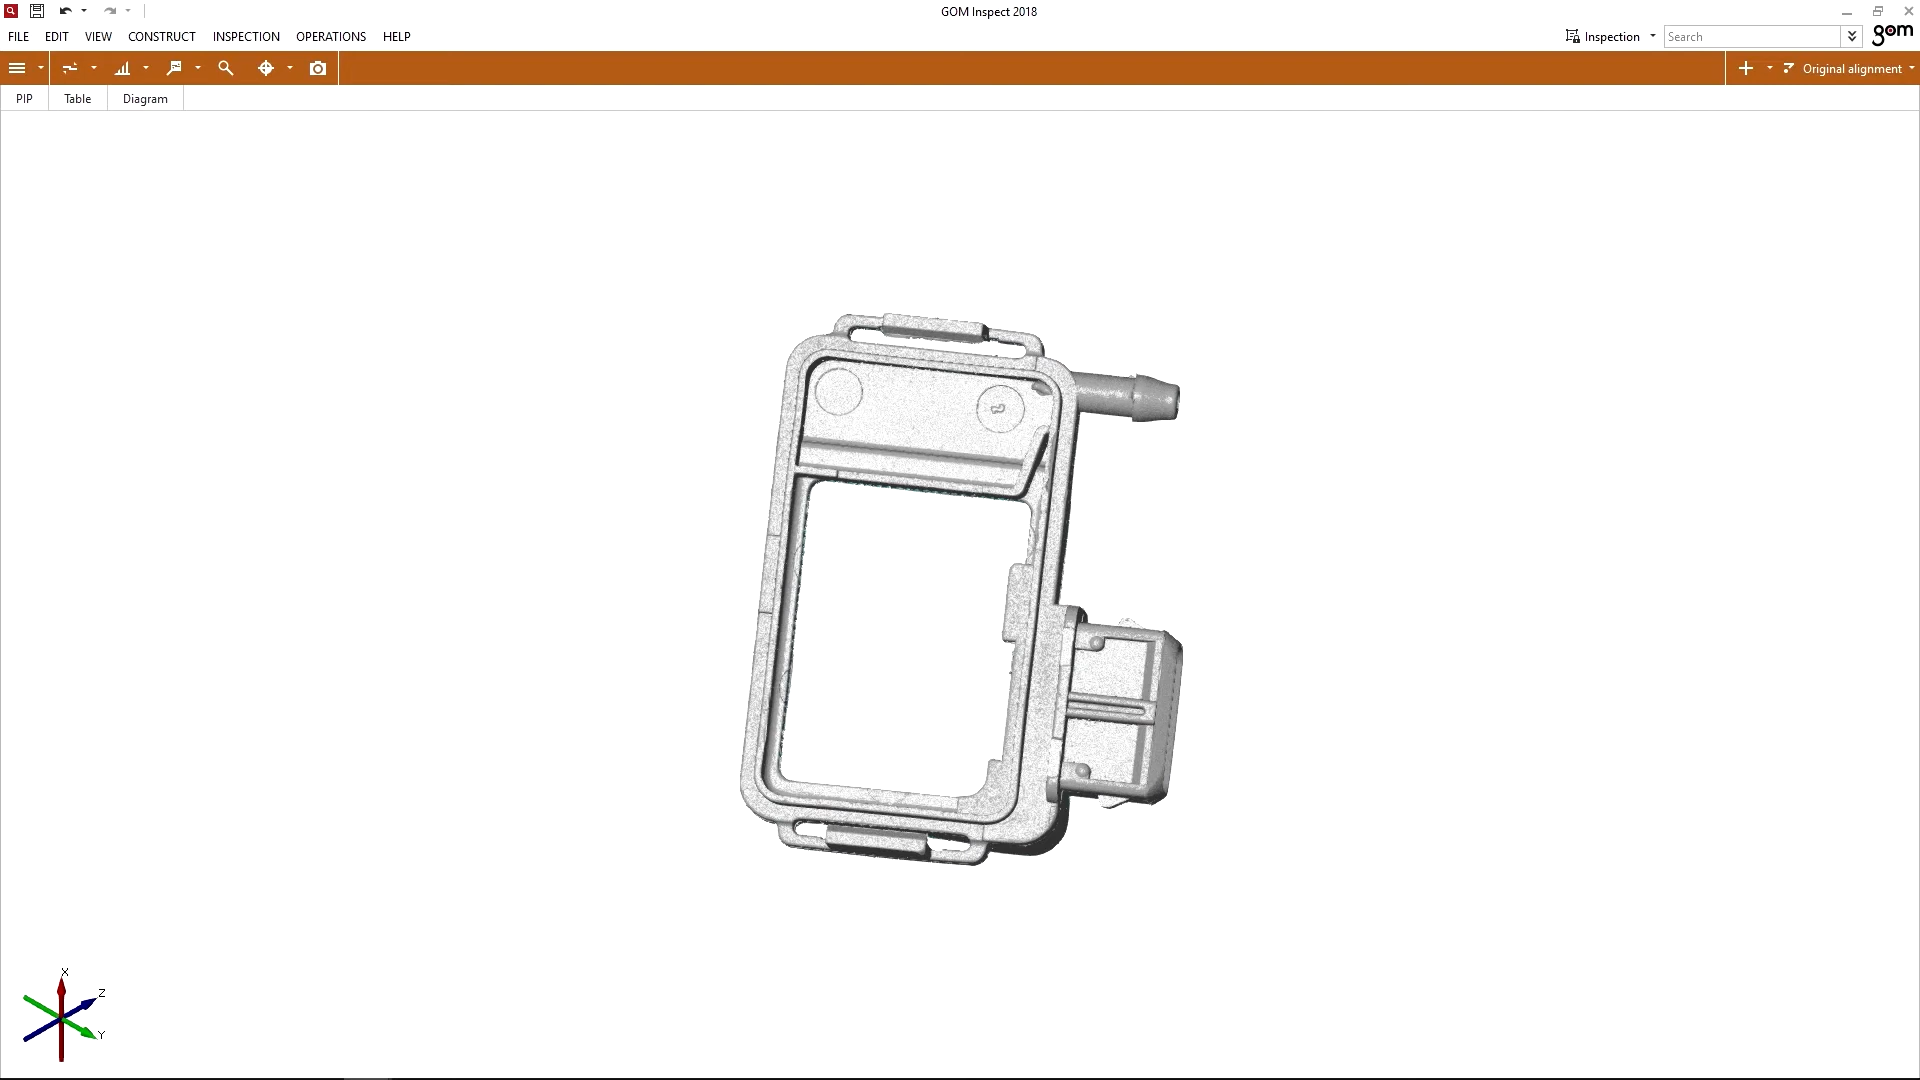 GOM Inspect 2018
FILE EDIT VIEW CONSTRUCT INSPECTION OPERATIONS HELP
Inspection Search gom
Original alignment
PIP Table Diagram
X
Z
Y